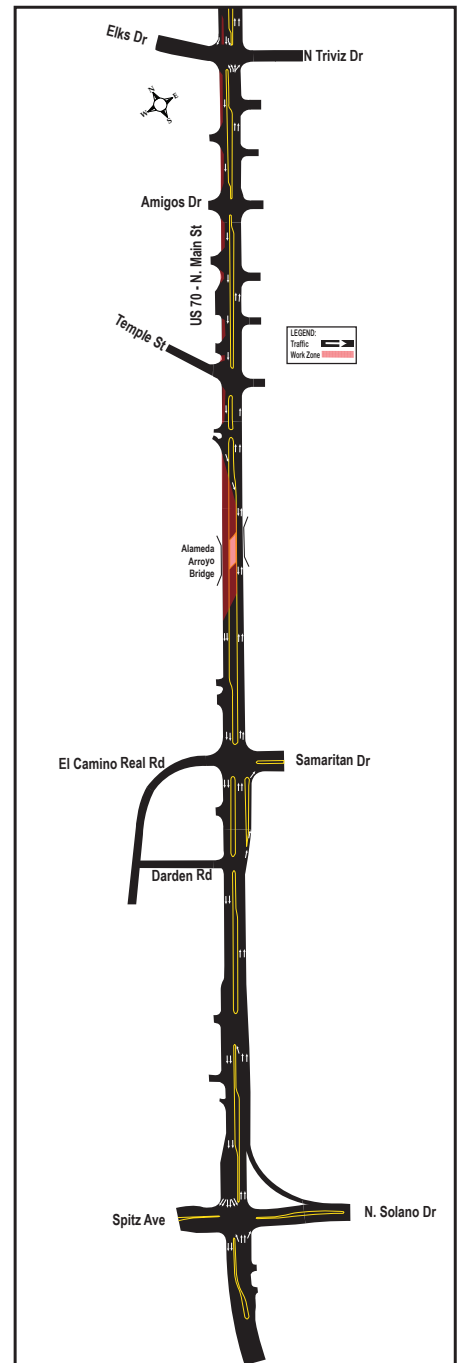 Elks Dr
N Triviz Dr
N
E
W
S
Amigos Dr
US 70 - N. Main St
Temple St
LEGEND:
Traffic
Work Zone
Alameda
Arroyo
Bridge
El Camino Real Rd
Samaritan Dr
Darden Rd
Spitz Ave
N. Solano Dr